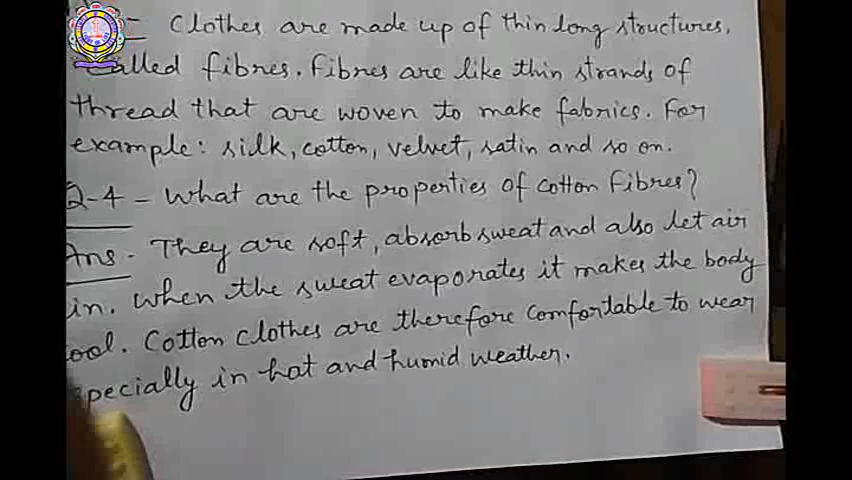 = Clothes are made up of thin long structures,
called fibres. Fibres are like thin strands of
thread that are woven to make fabrics. For
example: silk, cotton, velvet, satin and so on.
Q-4 - What are the properties of cotton fibres?
Ans - They are soft, absorb sweat and also let air
in. When the sweat evaporates it makes the body
cool. Cotton clothes are therefore comfortable to wear
specially in hot and humid weather.